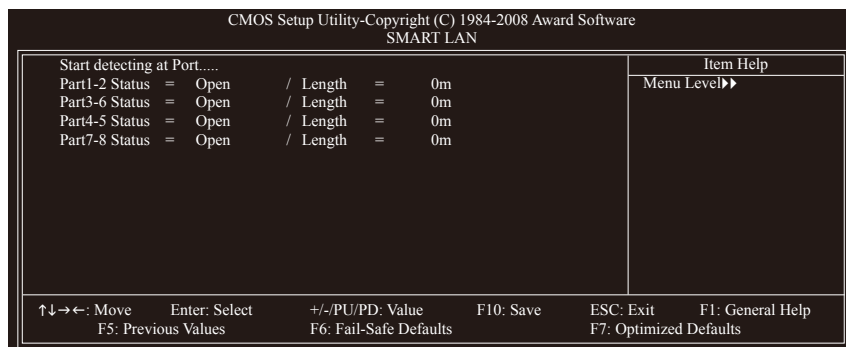 CMOS Setup Utility-Copyright (C) 1984-2008 Award Software
SMART LAN
Start detecting at Port.....
Part1-2 Status = Open / Length = 0m
Part3-6 Status = Open / Length = 0m
Part4-5 Status = Open / Length = 0m
Part7-8 Status = Open / Length = 0m
Item Help
Menu Level▶▶
↑↓→←: Move Enter: Select +/-/PU/PD: Value F10: Save ESC: Exit F1: General Help
F5: Previous Values F6: Fail-Safe Defaults F7: Optimized Defaults